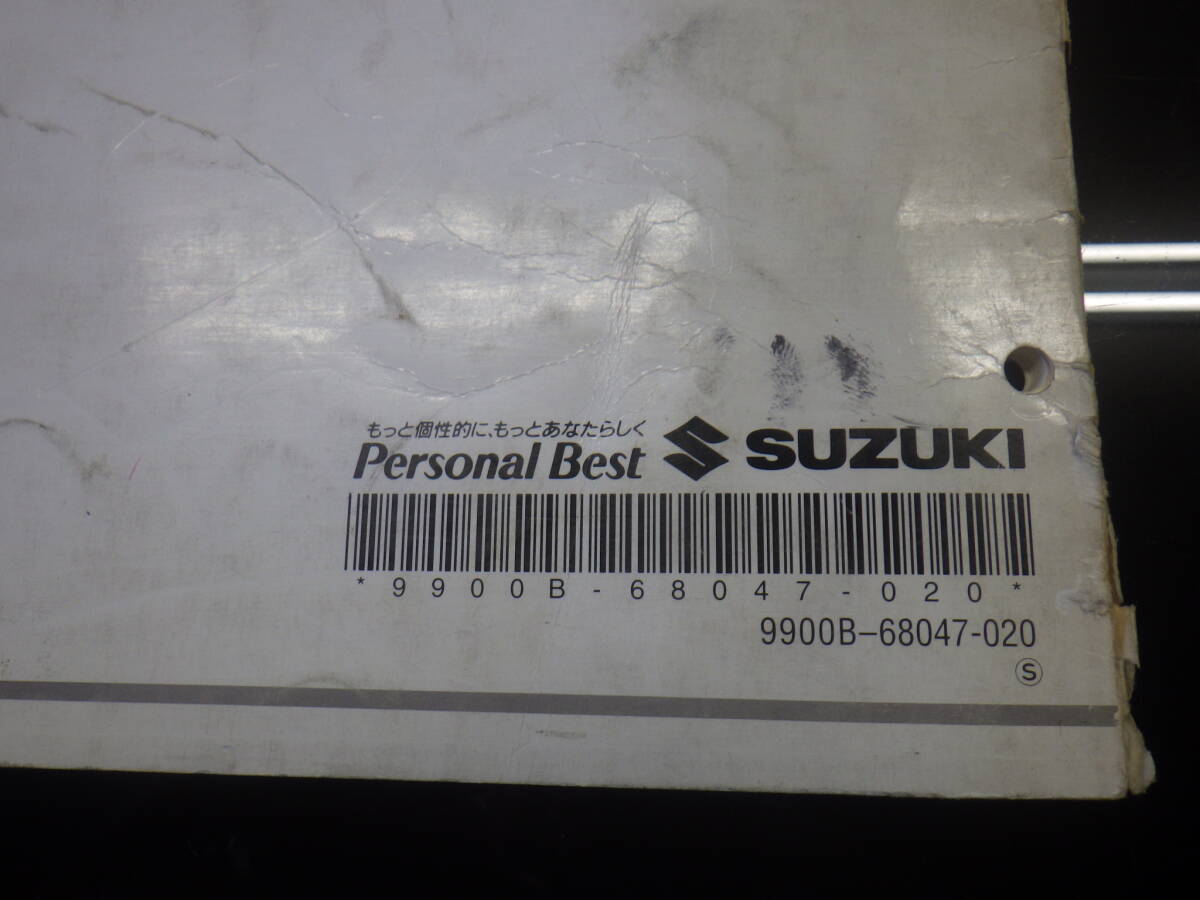 もっと個性的に、もっとあなたらしく
Personal Best SUZUKI
*9900B-68047-020*
9900B-68047-020
Ⓢ